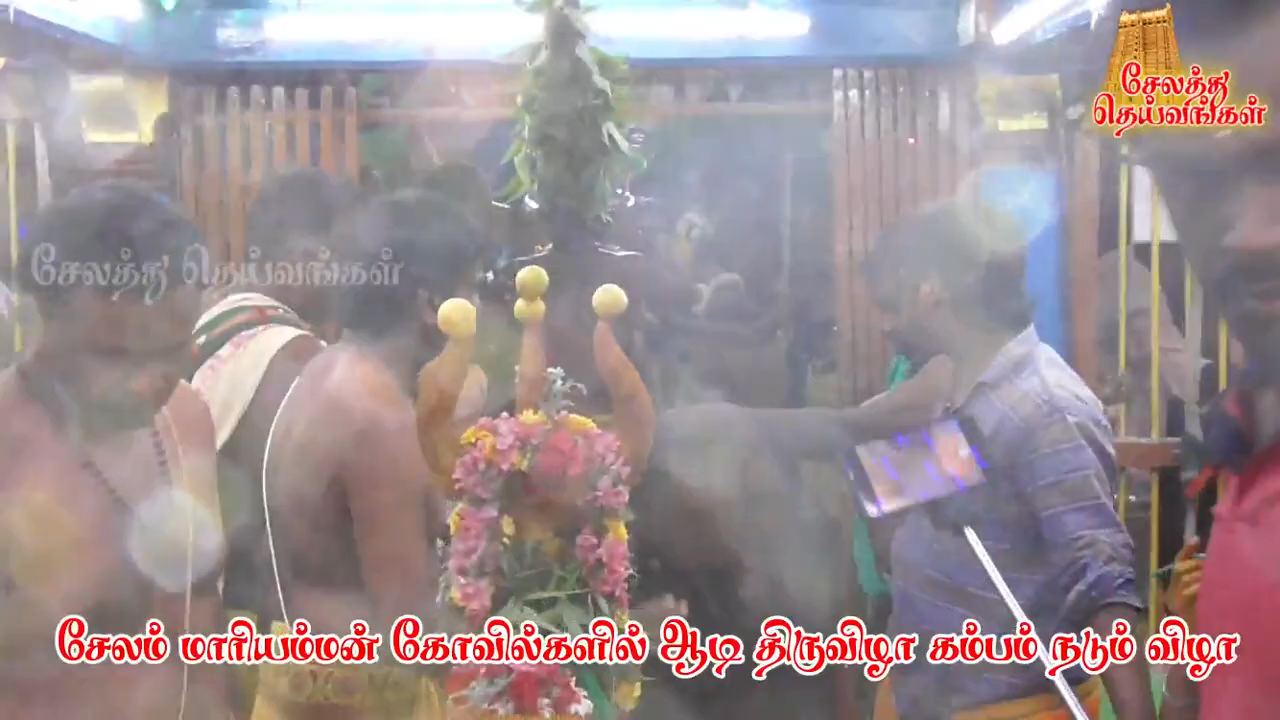 சேலத்து
தெய்வங்கள்
சேலத்து தெய்வங்கள்
சேலம் மாரியம்மன் கோவில்களில் ஆடி திருவிழா கம்பம் நடும் விழா